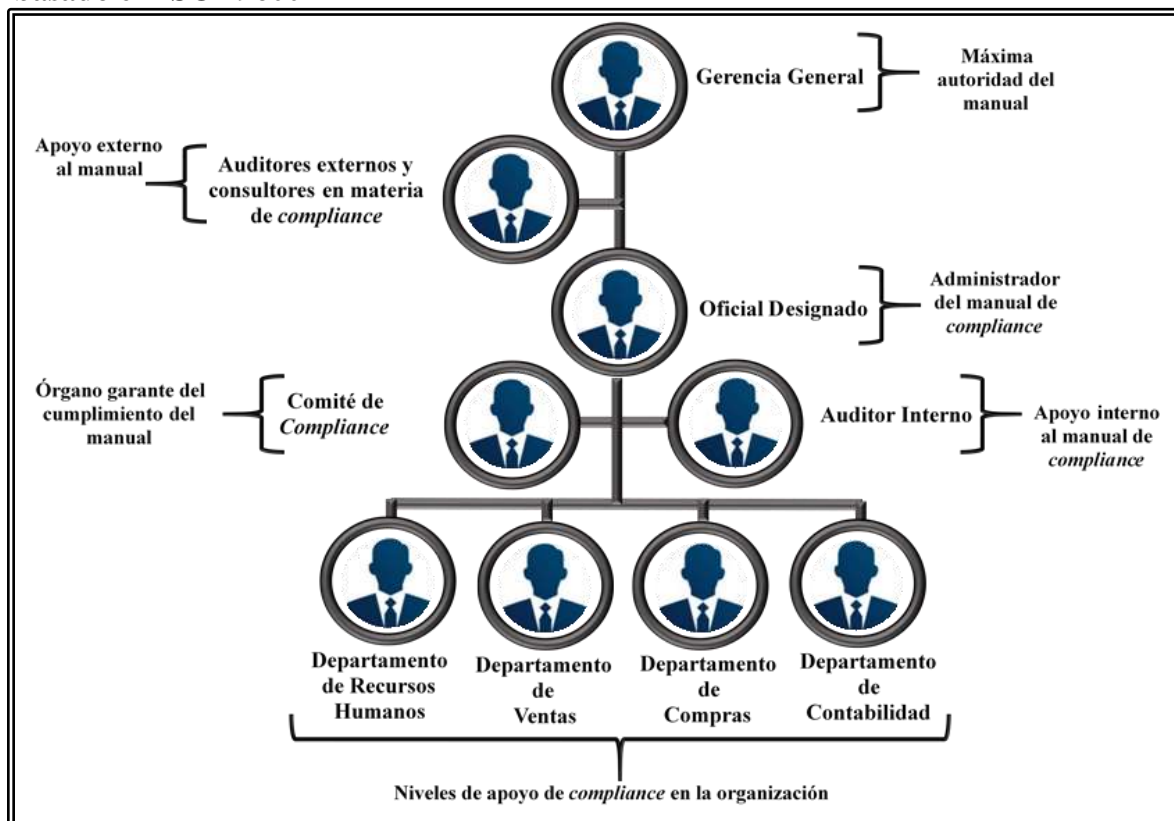 Gerencia General
Máxima
autoridad del
manual
Apoyo externo
al manual
Auditores externos y
consultores en materia
de compliance
Oficial Designado
Administrador
del manual de
compliance
Órgano garante del
cumplimiento del
manual
Comité de
Compliance
Auditor Interno
Apoyo interno
al manual de
compliance
Departamento
de Recursos
Humanos
Departamento
de
Ventas
Departamento
de
Compras
Departamento
de
Contabilidad
Niveles de apoyo de compliance en la organización